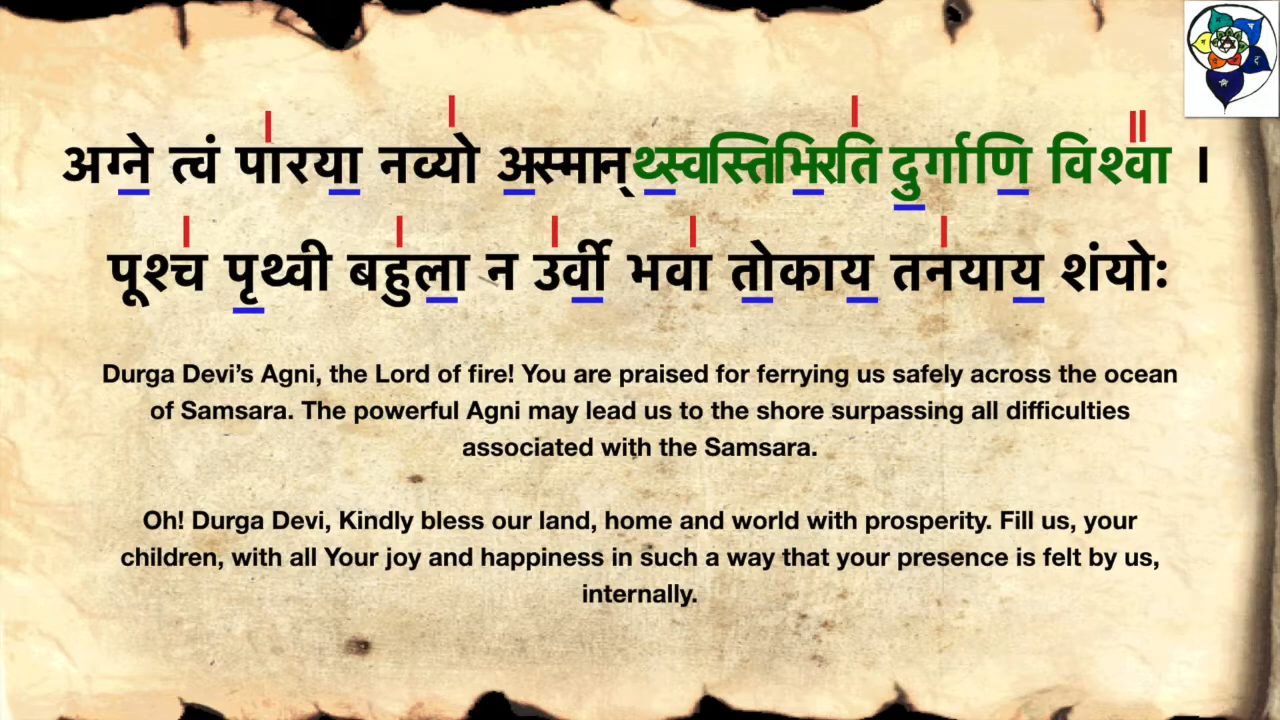 अग्ने त्वं पारया नव्यो अस्मान्थ्स्वस्तिभिरति दुर्गाणि विश्वा ।
पूश्च पृथ्वी बहुला न उर्वी भवा तोकाय तनयाय शंयोः
Durga Devi’s Agni, the Lord of fire! You are praised for ferrying us safely across the ocean
of Samsara. The powerful Agni may lead us to the shore surpassing all difficulties
associated with the Samsara.
Oh! Durga Devi, Kindly bless our land, home and world with prosperity. Fill us, your
children, with all Your joy and happiness in such a way that your presence is felt by us,
internally.